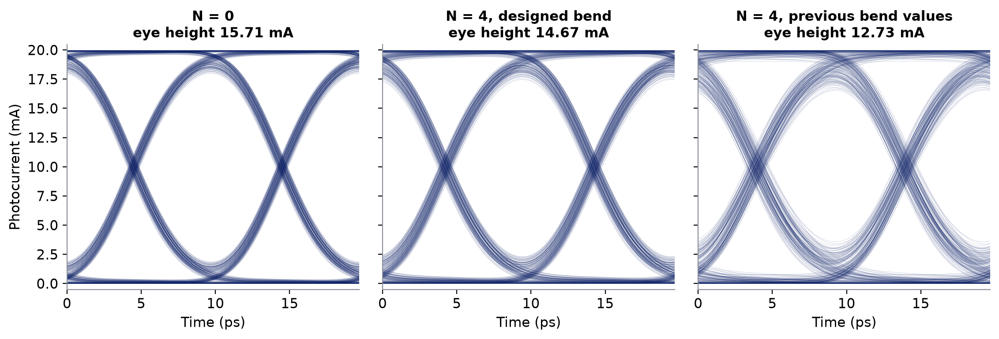 N = 0
eye height 15.71 mA
N = 4, designed bend
eye height 14.67 mA
N = 4, previous bend values
eye height 12.73 mA
Photocurrent (mA)
20.0
17.5
15.0
12.5
10.0
7.5
5.0
2.5
0.0
0 5 10 15
0 5 10 15
0 5 10 15
Time (ps)
Time (ps)
Time (ps)